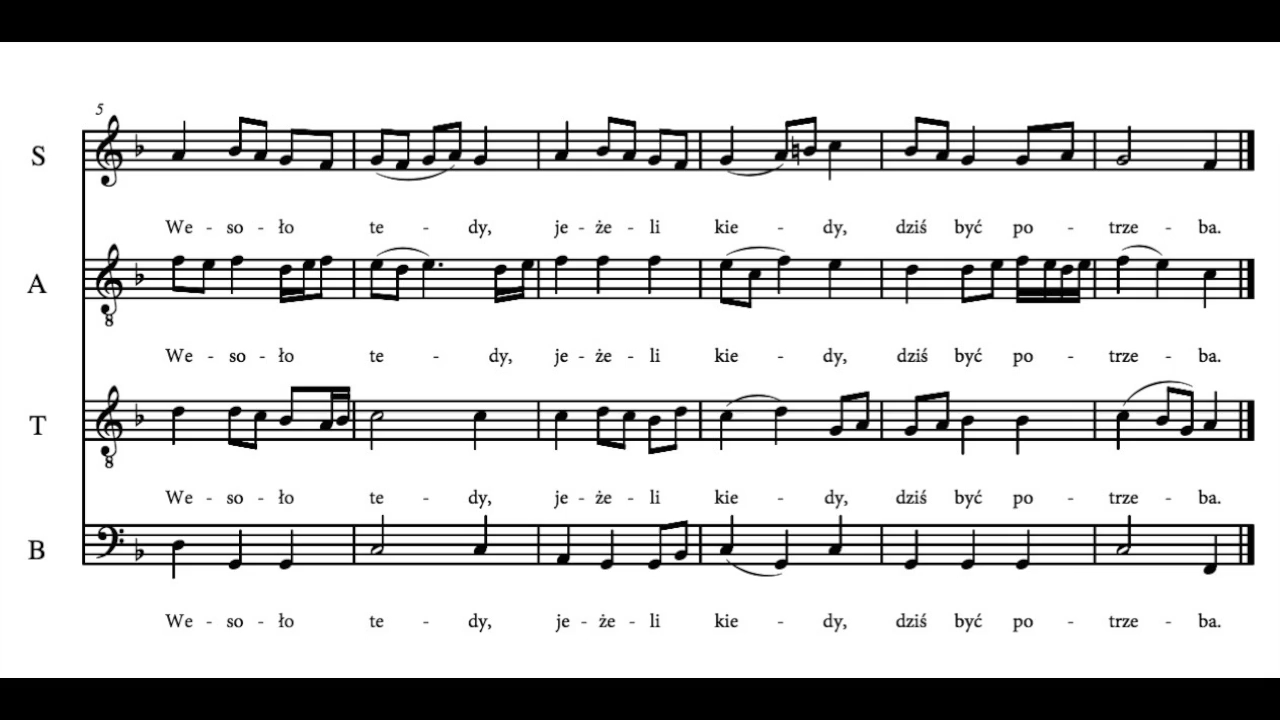 5
S
We - so - ło te - dy, je - że - li kie - dy, dziś być po - trze - ba.
A
8
We - so - ło te - dy, je - że - li kie - dy, dziś być po - trze - ba.
T
8
We - so - ło te - dy, je - że - li kie - dy, dziś być po - trze - ba.
B
We - so - ło te - dy, je - że - li kie - dy, dziś być po - trze - ba.